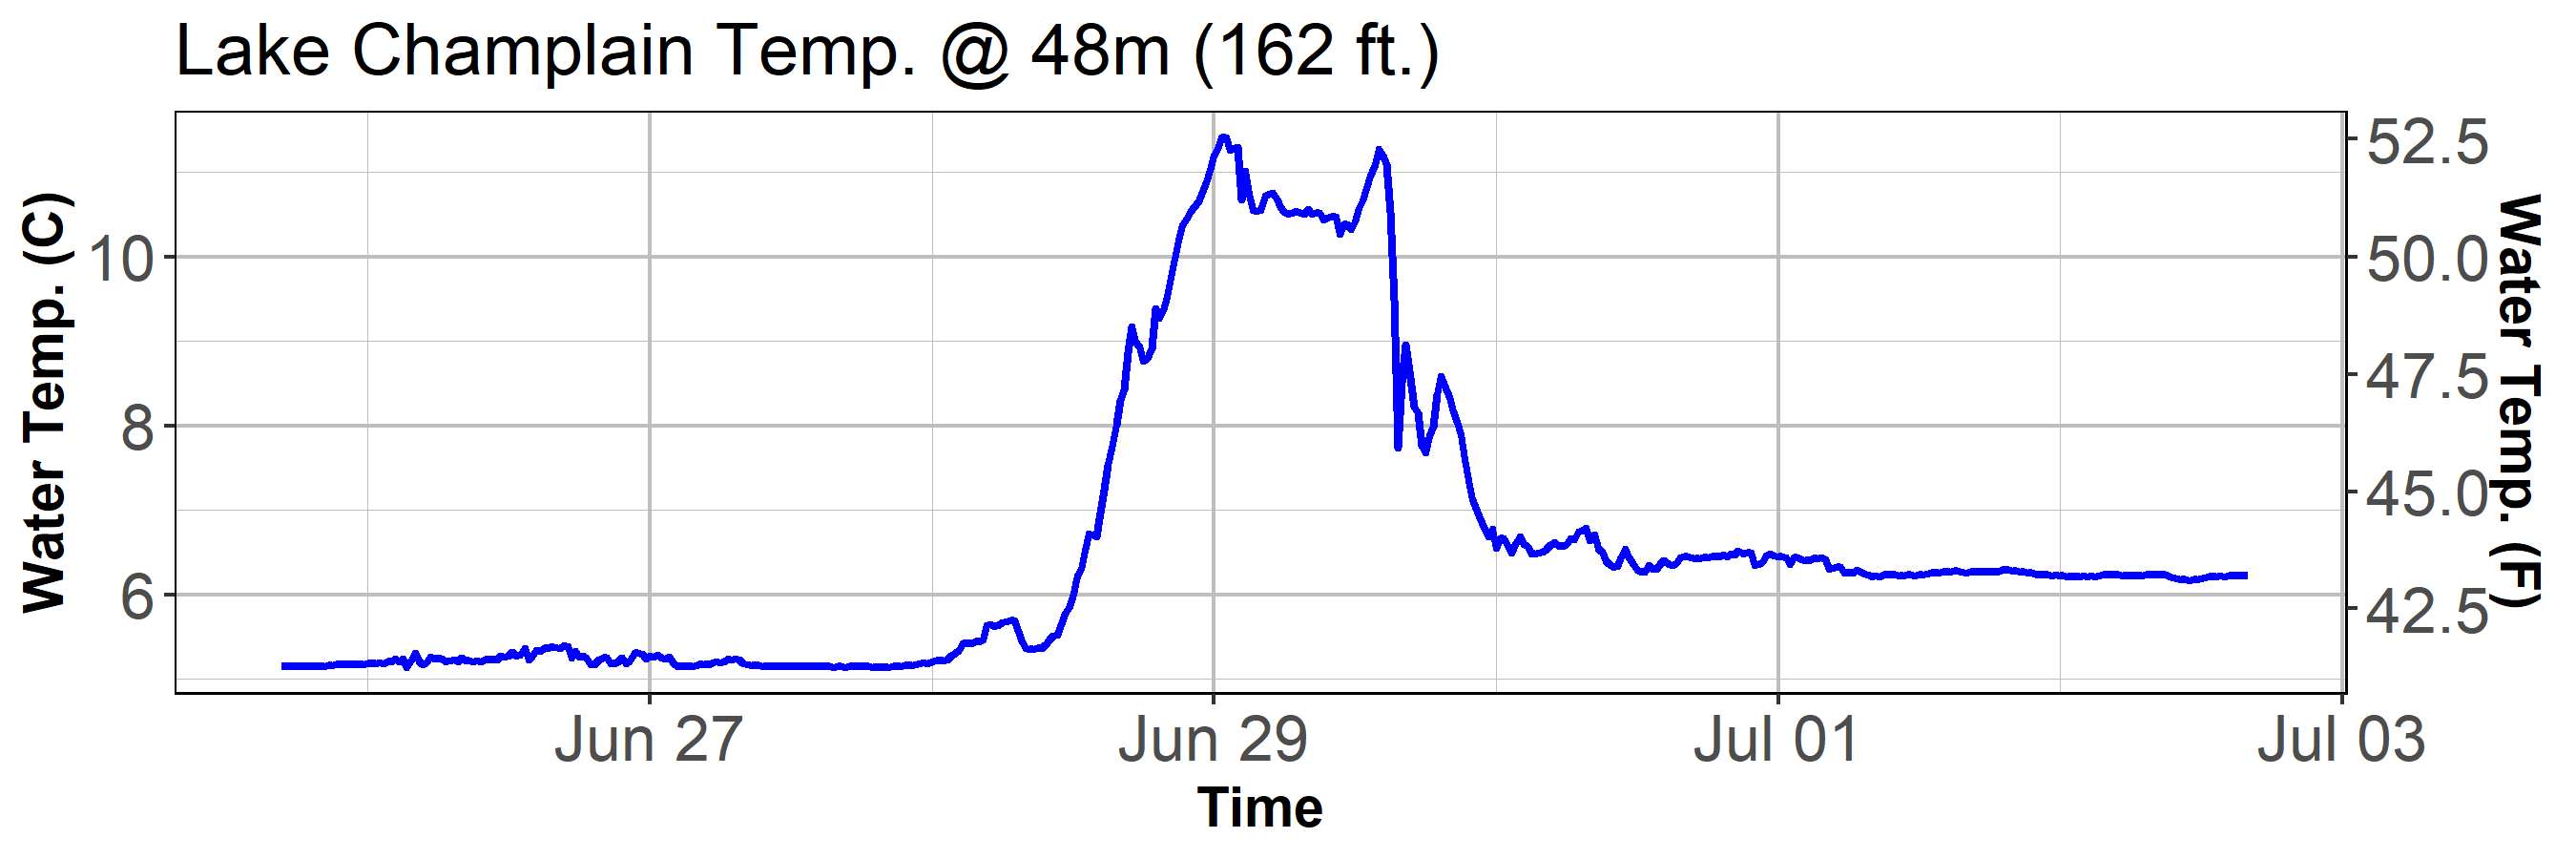 Lake Champlain Temp. @ 48m (162 ft.)
Water Temp. (C)
10
8
6
52.5
50.0
47.5
45.0
42.5
Water Temp. (F)
Jun 27
Jun 29
Jul 01
Jul 03
Time